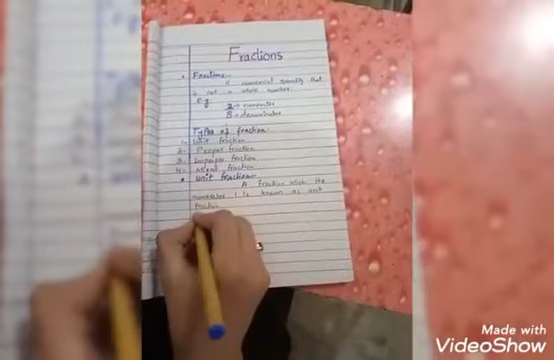 Fractions
• Fraction:-
A numerical quantity that
is not a whole number.
e.g:
2 → numerator
3 → denominator
Types of fraction:
1- Unit fraction
2- Proper fraction
3- Improper fraction
4- Mixed fraction
• Unit fraction:-
A fraction when the
numerator 1 is known as unit
fraction
Made with
VideoShow